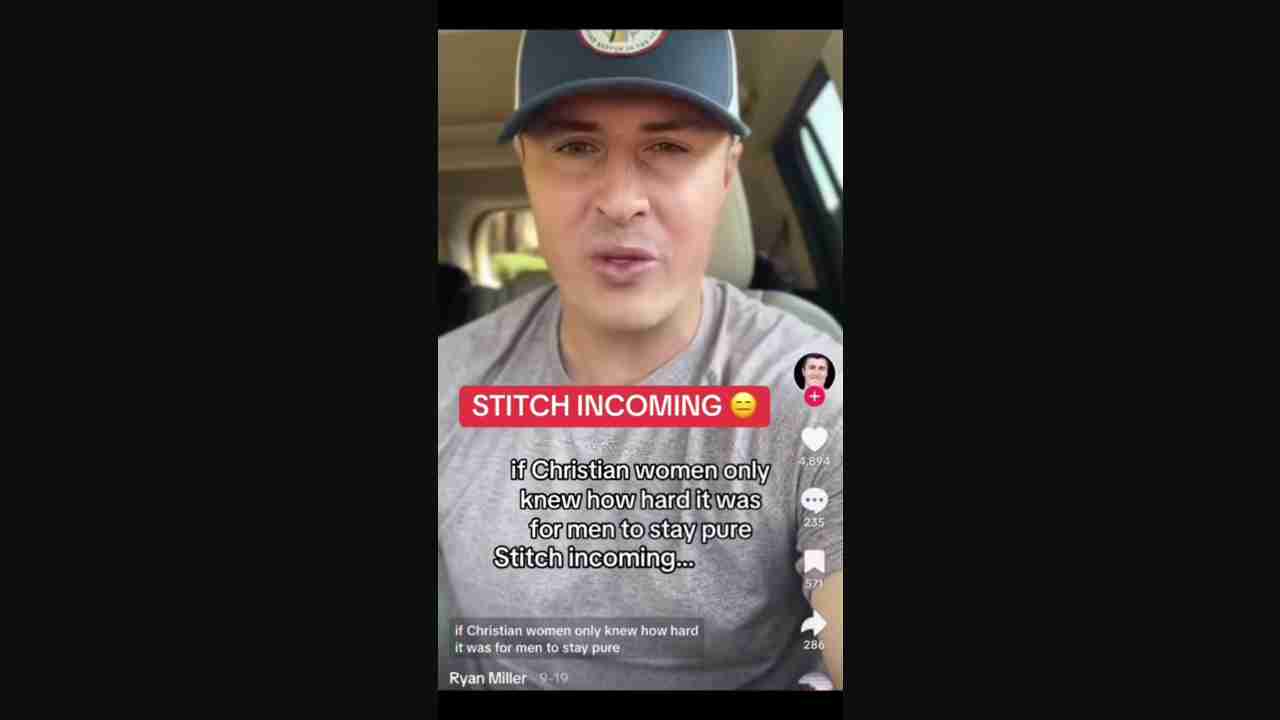 STITCH INCOMING 😑
4,894
if Christian women only
knew how hard it was
for men to stay pure
Stitch incoming...
235
571
if Christian women only knew how hard
it was for men to stay pure
286
Ryan Miller · 9-19